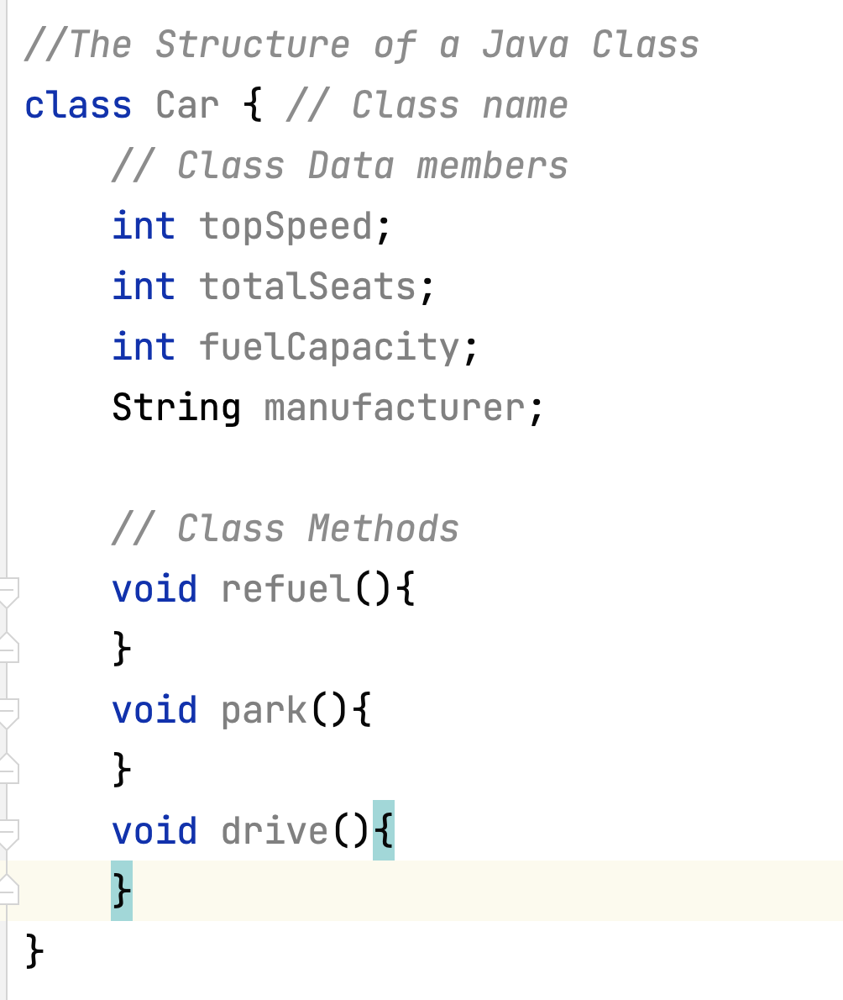 //The Structure of a Java Class
class Car { // Class name
// Class Data members
int topSpeed;
int totalSeats;
int fuelCapacity;
String manufacturer;
// Class Methods
void refuel(){
}
void park(){
}
void drive(){
}
}